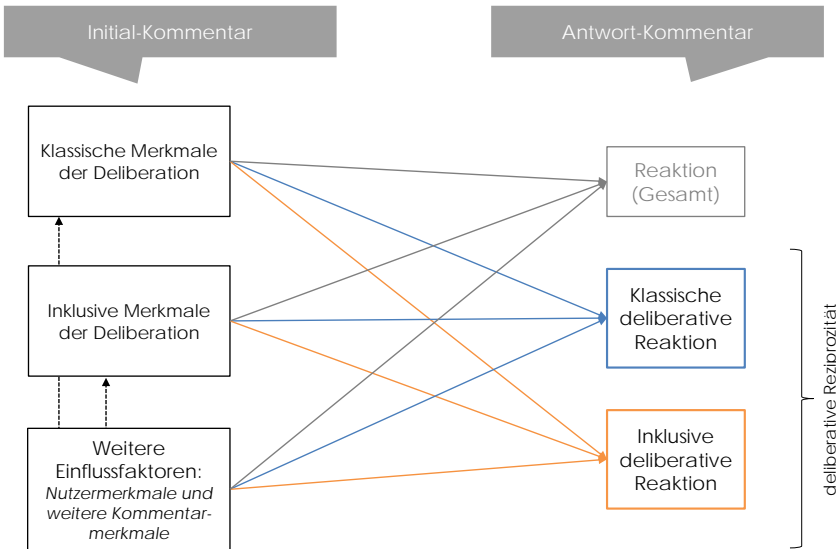 Initial-Kommentar
Antwort-Kommentar
Klassische Merkmale
der Deliberation
Inklusive Merkmale
der Deliberation
Weitere
Einflussfaktoren:
Nutzermerkmale und
weitere Kommentar-
merkmale
Reaktion
(Gesamt)
Klassische
deliberative
Reaktion
Inklusive
deliberative
Reaktion
deliberative Reziprozität